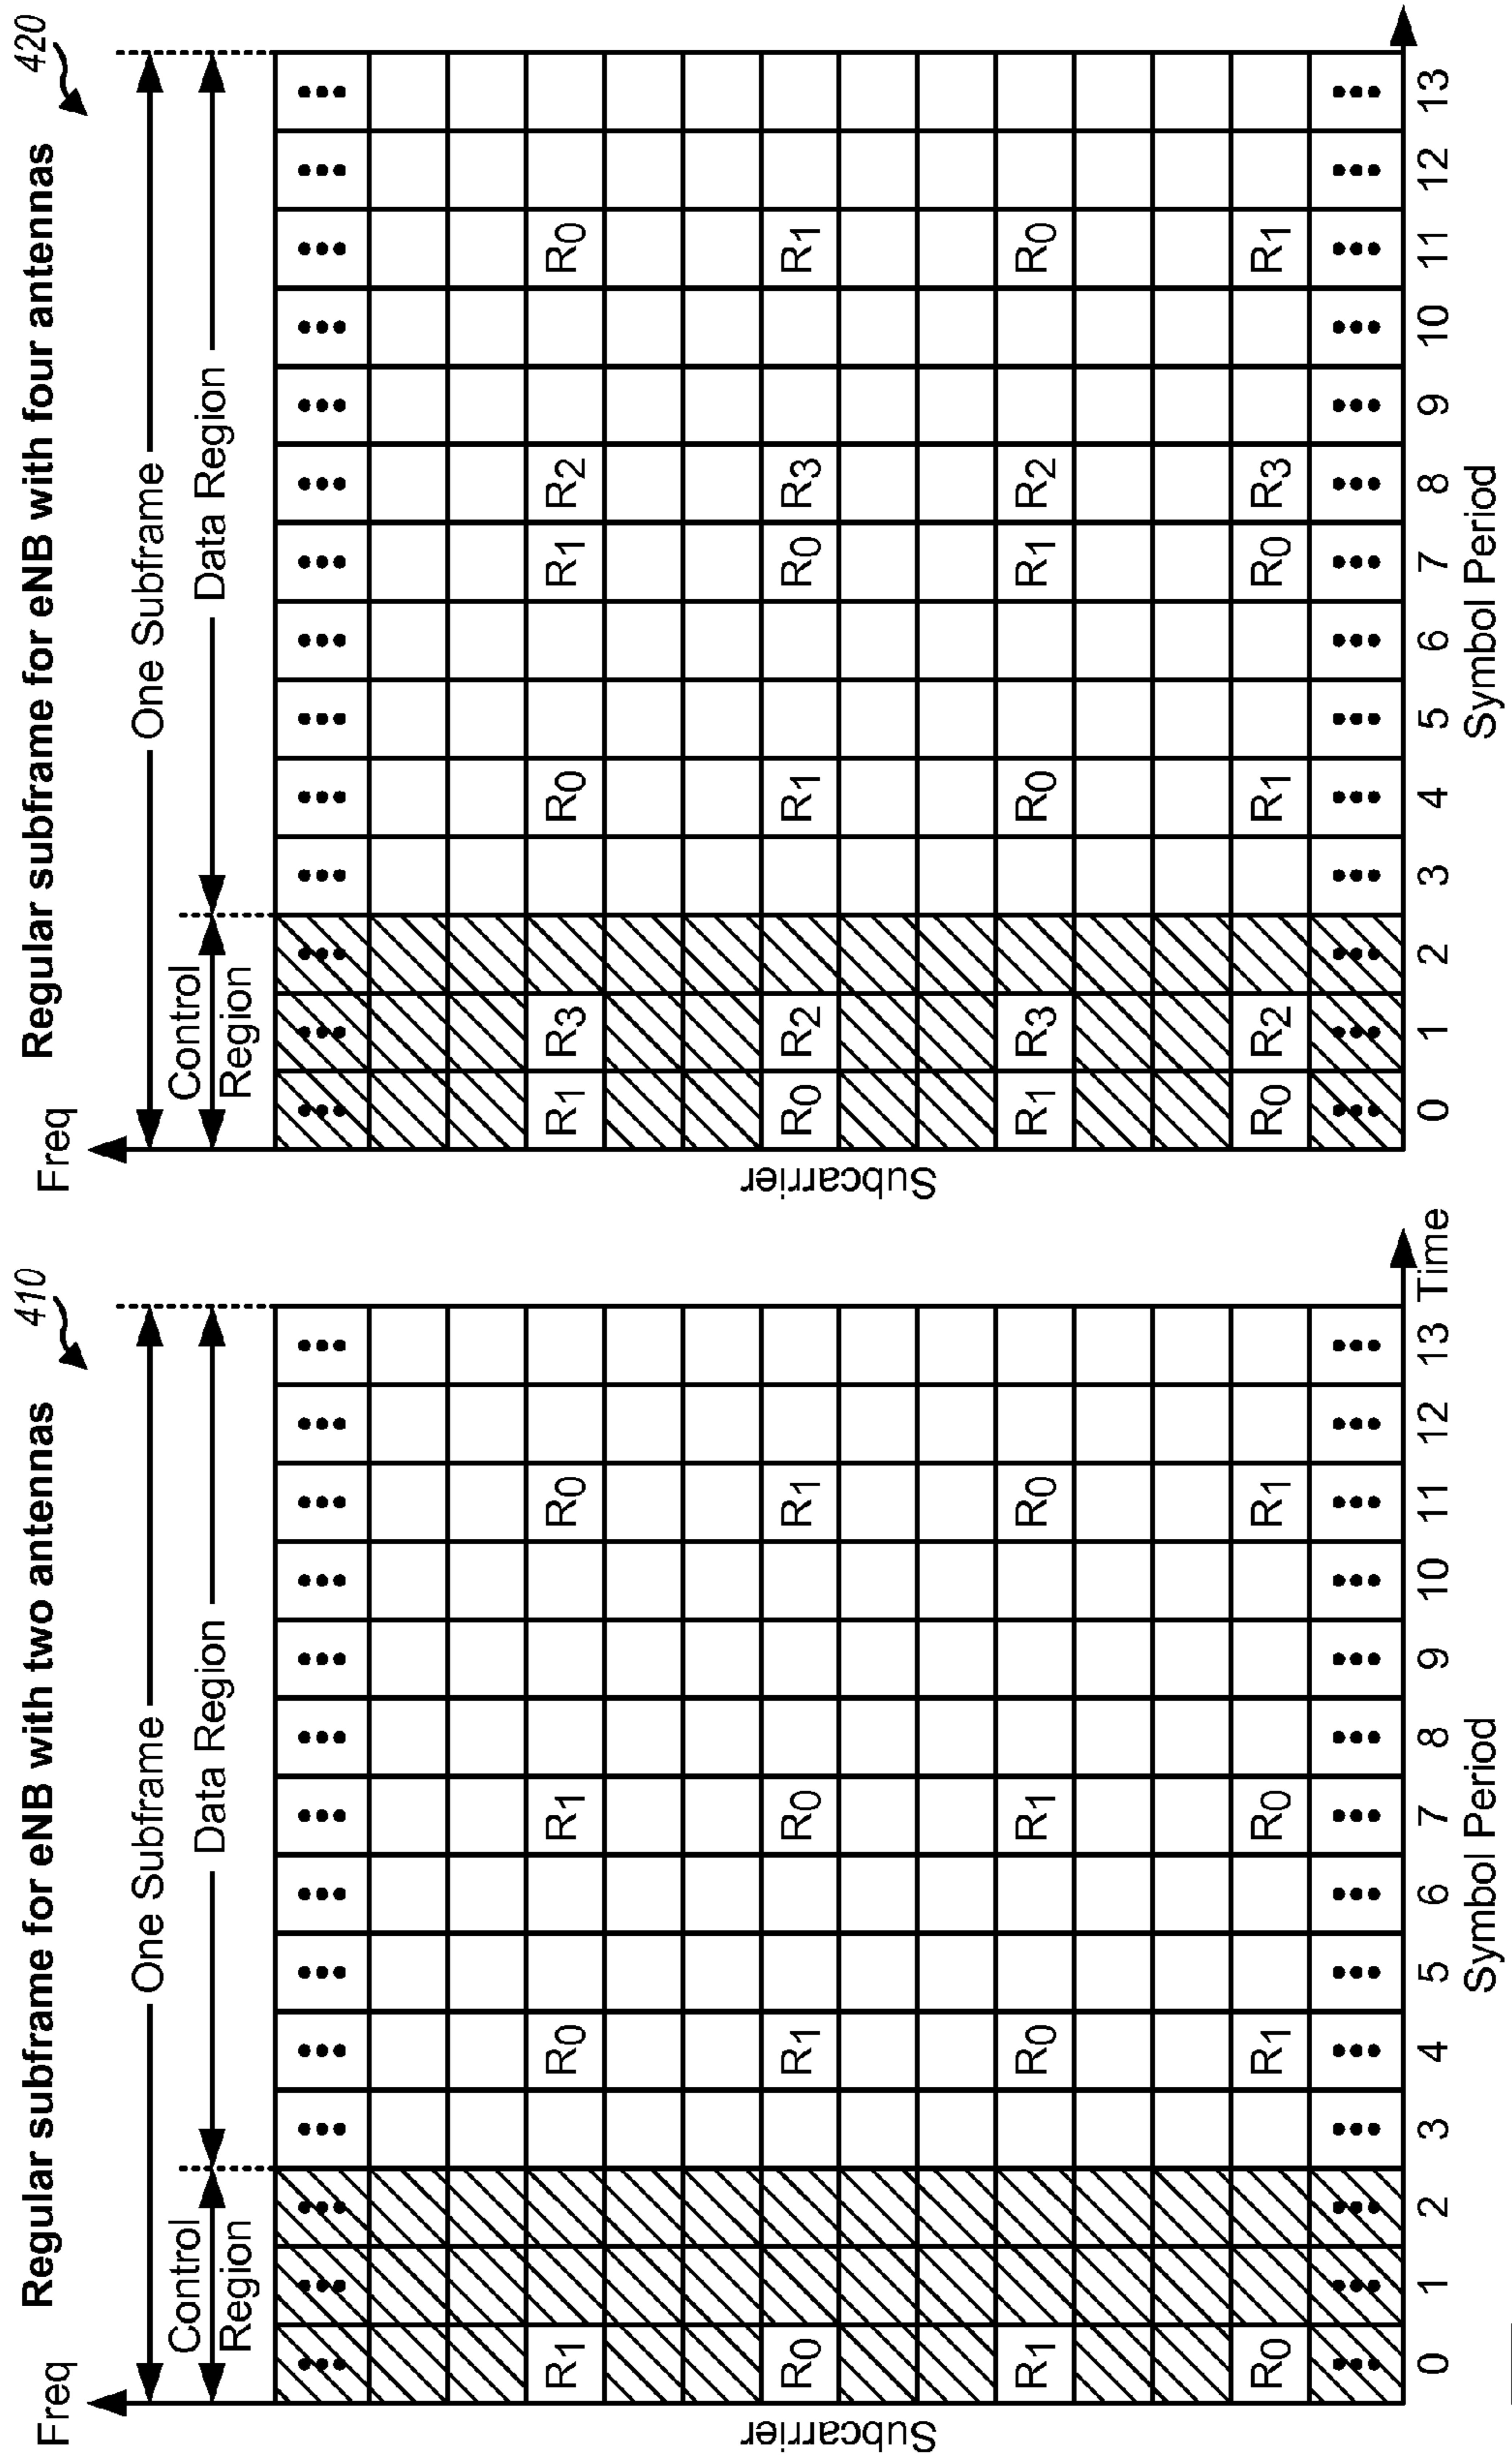 Regular subframe for eNB with two antennas
410
Freq
One Subframe
Control
Region
Data Region
••• ••• ••• ••• ••• ••• ••• ••• ••• ••• ••• ••• ••• •••
R1 R0 R1 R0
R0 R1 R0 R1
R1 R0 R1 R0
R0 R1 R0 R1
••• ••• ••• ••• ••• ••• ••• ••• ••• ••• ••• ••• ••• •••
Subcarrier
0 1 2 3 4 5 6 7 8 9 10 11 12 13
Time
Symbol Period
Regular subframe for eNB with four antennas
420
Freq
One Subframe
Control
Region
Data Region
••• ••• ••• ••• ••• ••• ••• ••• ••• ••• ••• ••• ••• •••
R1 R3 R0 R1 R2 R0
R0 R2 R1 R0 R3 R1
R1 R3 R0 R1 R2 R0
R0 R2 R1 R0 R3 R1
••• ••• ••• ••• ••• ••• ••• ••• ••• ••• ••• ••• ••• •••
Subcarrier
0 1 2 3 4 5 6 7 8 9 10 11 12 13
Symbol Period